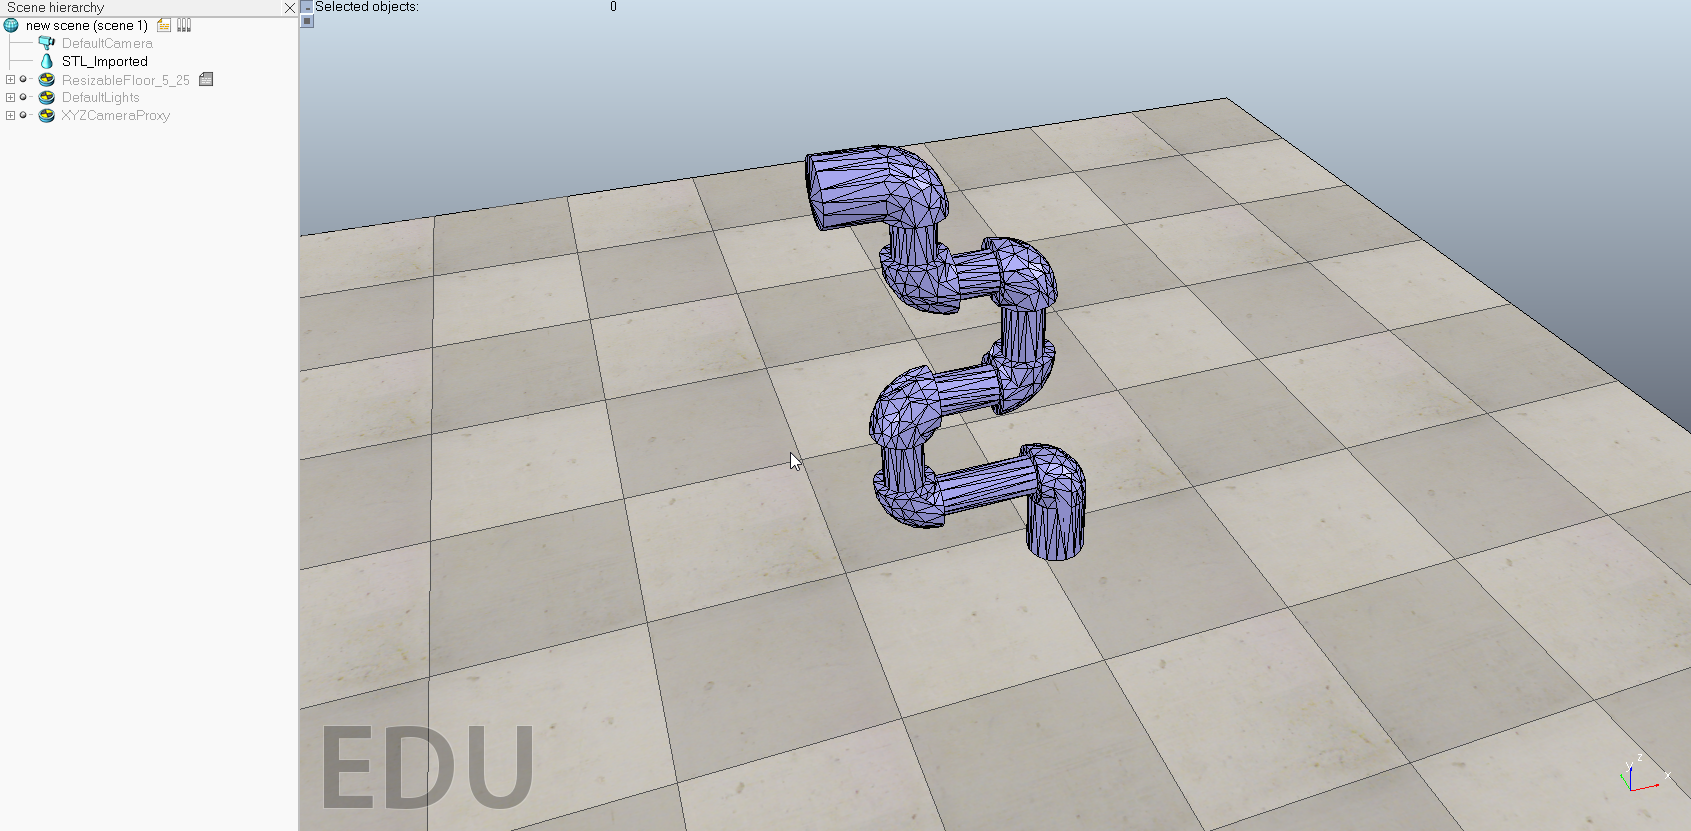 Scene hierarchy
Selected objects: 0
new scene (scene 1)
DefaultCamera
STL_Imported
ResizableFloor_5_25
DefaultLights
XYZCameraProxy
EDU
z
y
x